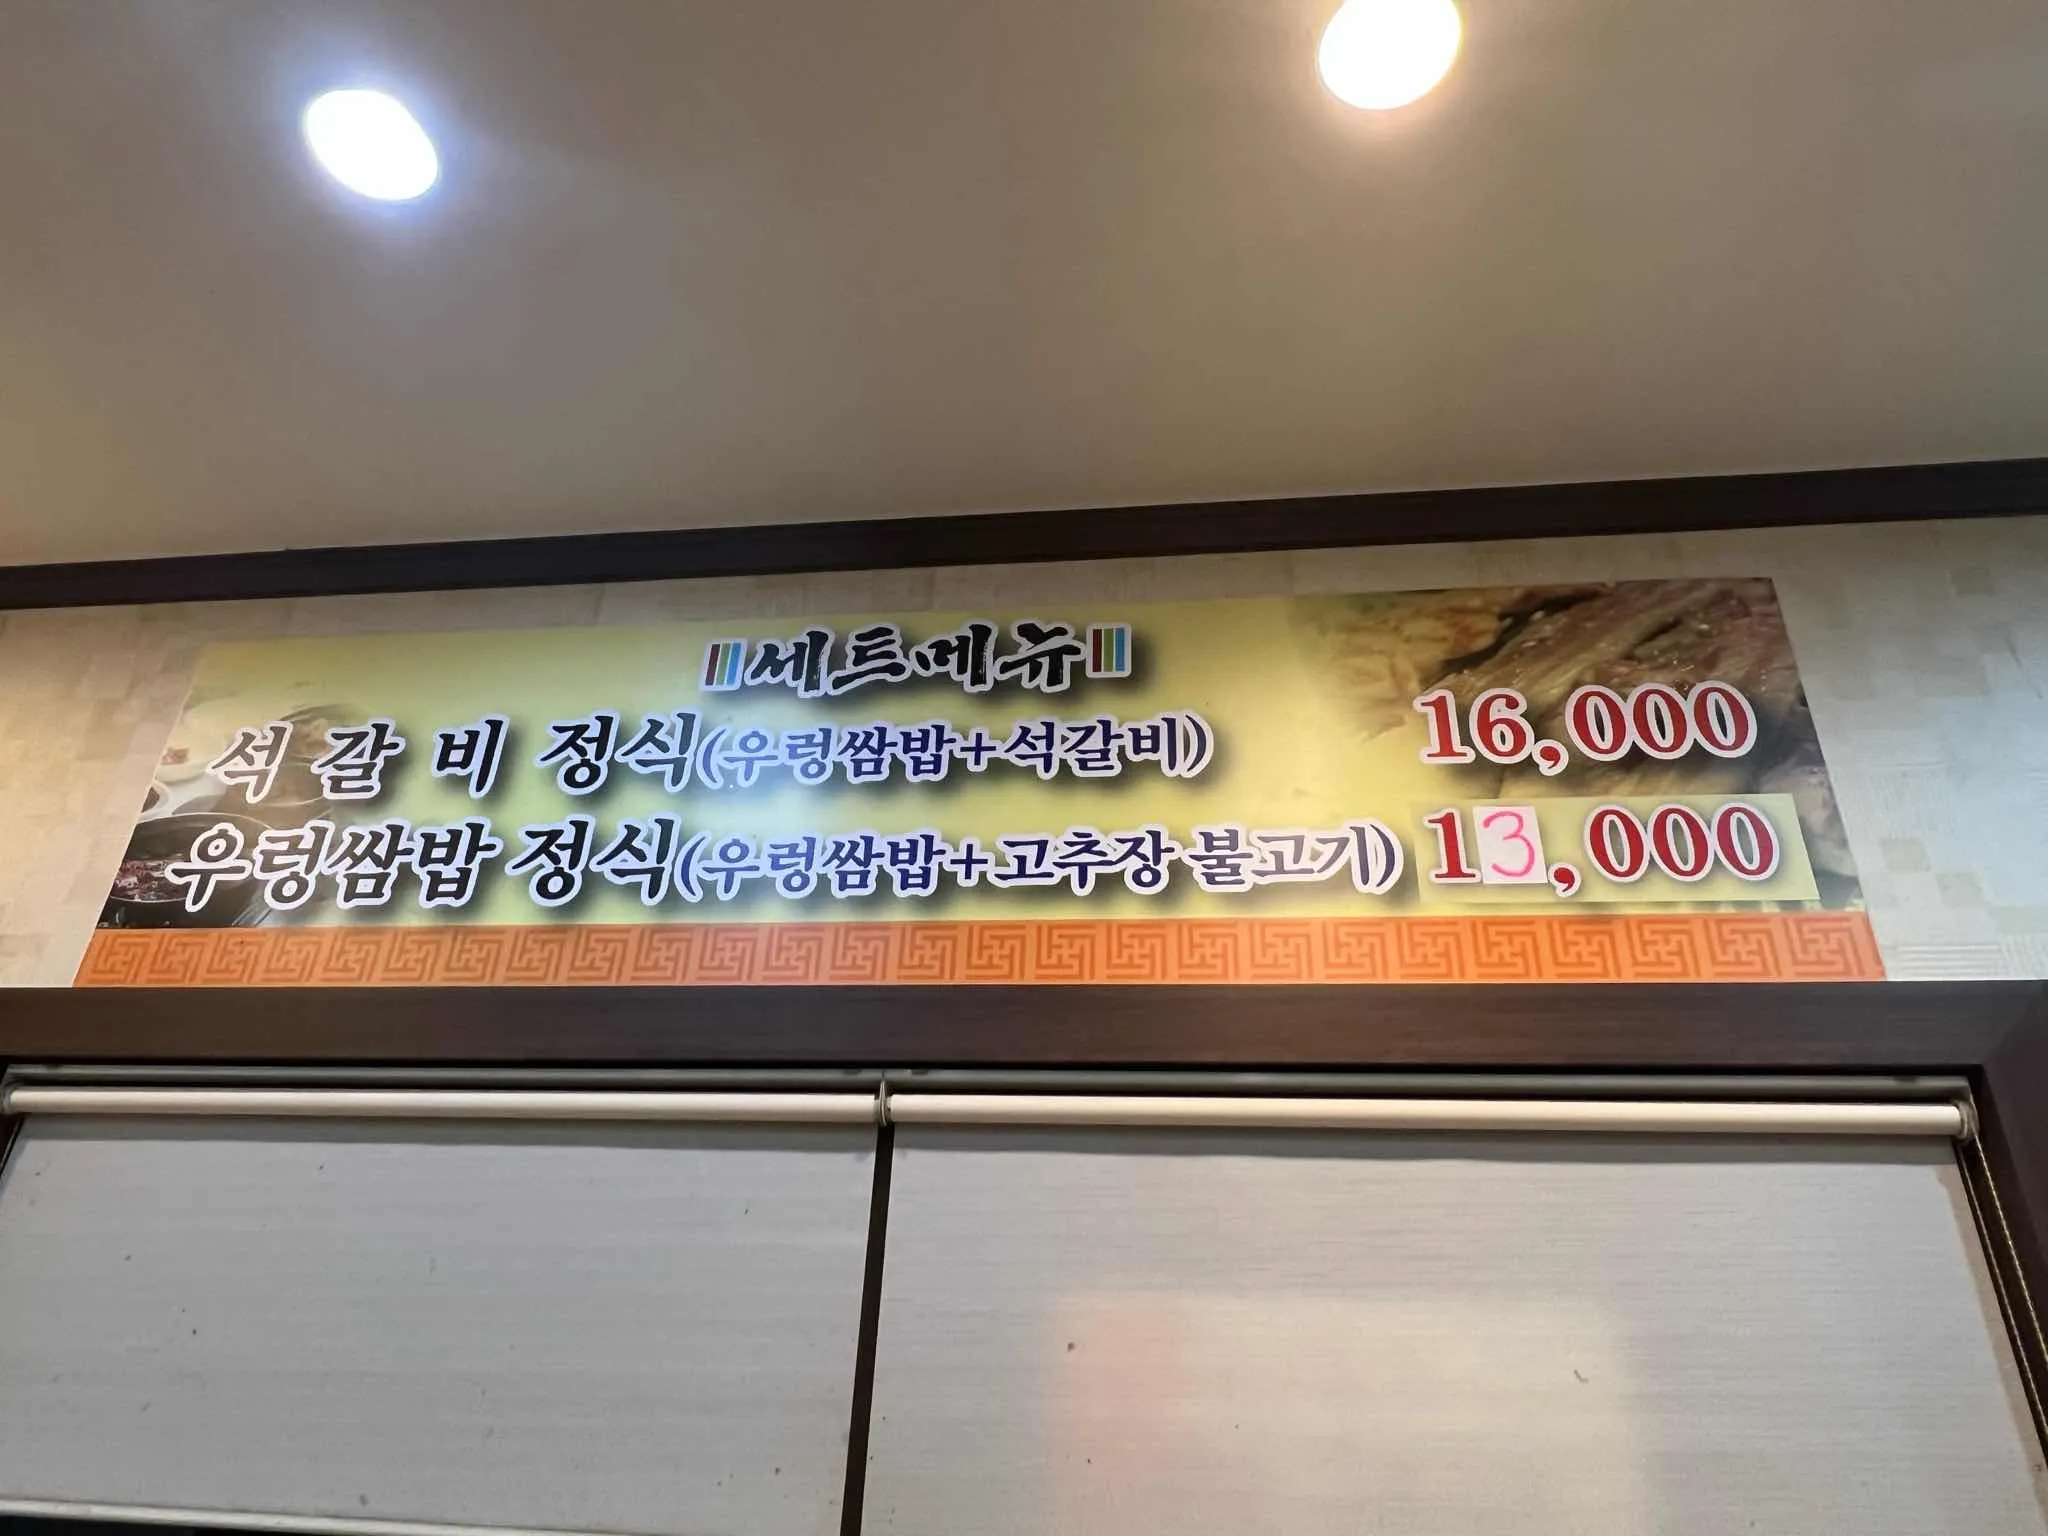 세트메뉴
석 갈 비 정식(우렁쌈밥+석갈비) 16,000
우렁쌈밥 정식(우렁쌈밥+고추장 불고기) 13,000